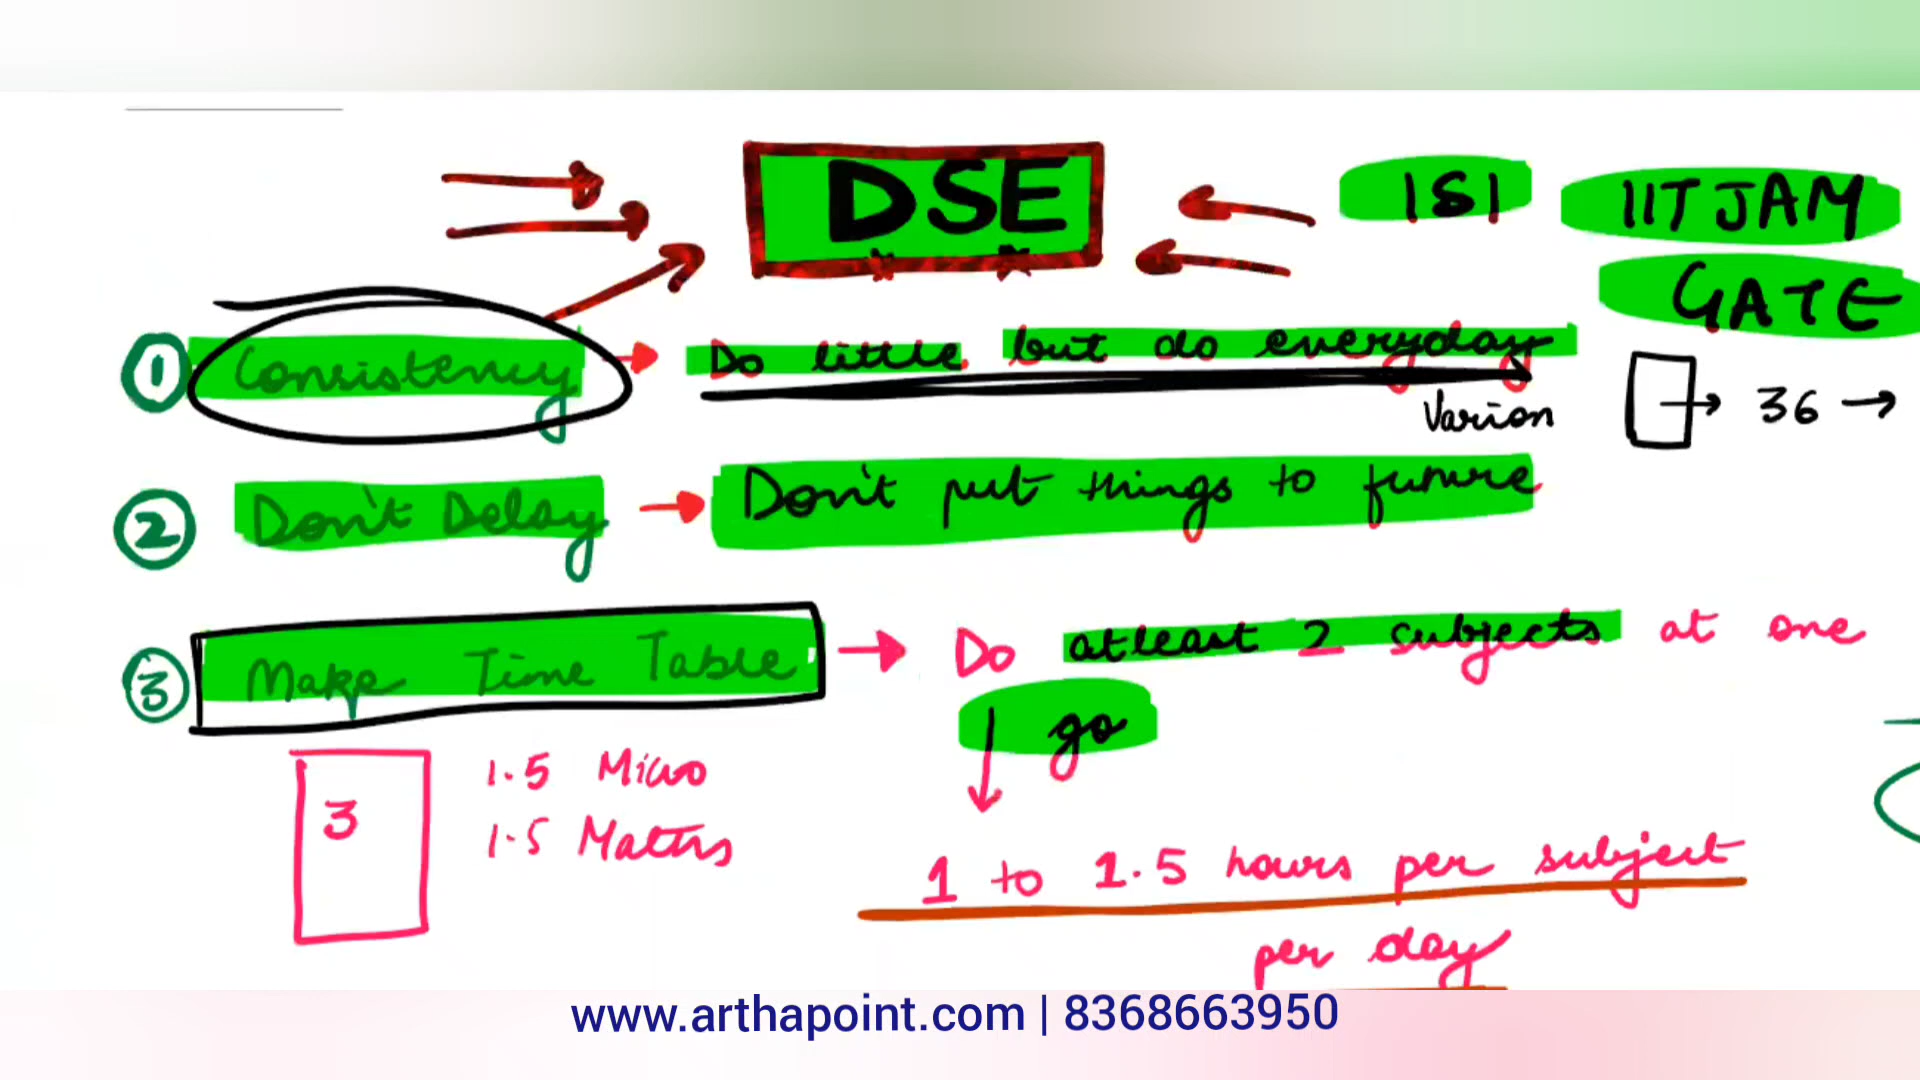 DSE
ISI IIT JAM
GATE
1 Consistency → Do little but do everyday
Varian → 36 →
2 Don't Delay → Don't put things to future
3 Make Time Table → Do atleast 2 subjects at one
go
3 1.5 Micro
1.5 Maths
1 to 1.5 hours per subject
per day
www.arthapoint.com | 8368663950